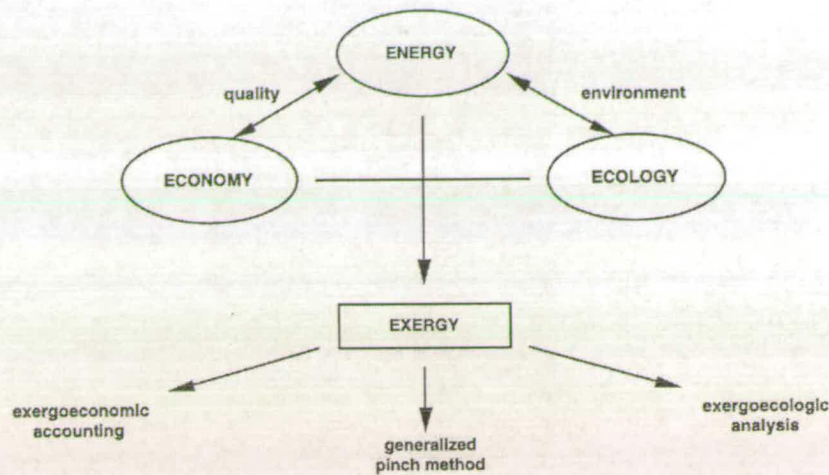 ENERGY
quality
environment
ECONOMY
ECOLOGY
EXERGY
exergoeconomic
accounting
generalized
pinch method
exergoecologic
analysis